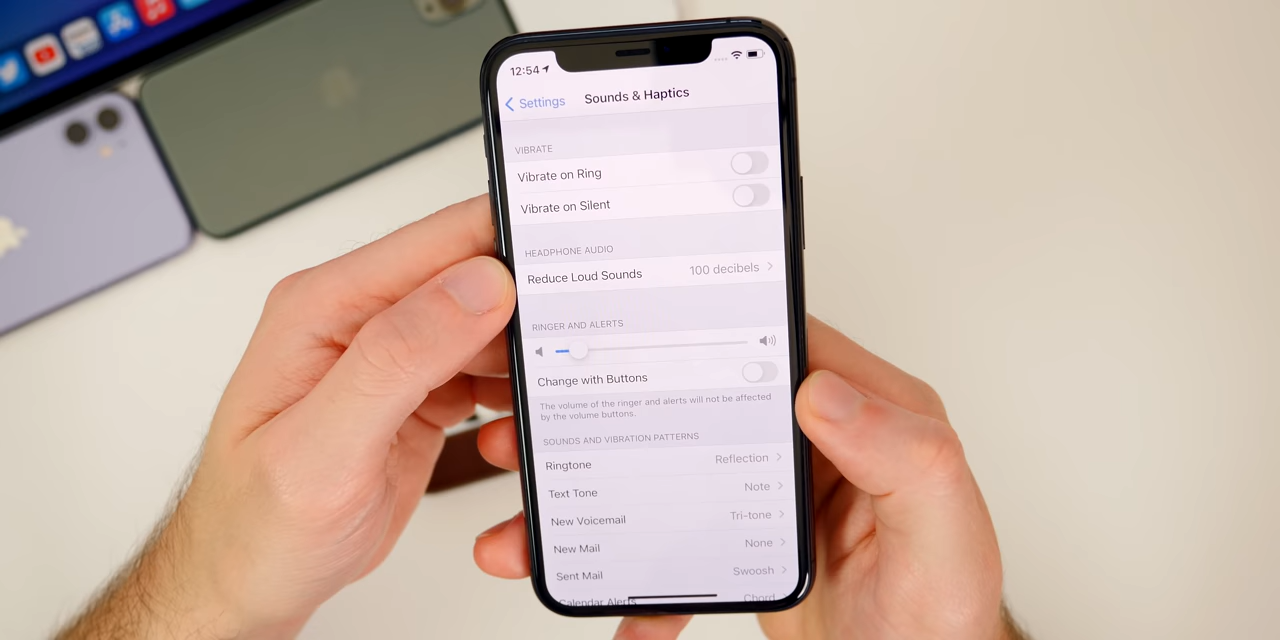 12:54
Settings
Sounds & Haptics
VIBRATE
Vibrate on Ring
Vibrate on Silent
HEADPHONE AUDIO
Reduce Loud Sounds 100 decibels
RINGER AND ALERTS
Change with Buttons
The volume of the ringer and alerts will not be affected
by the volume buttons.
SOUNDS AND VIBRATION PATTERNS
Ringtone Reflection
Text Tone Note
New Voicemail Tri-tone
New Mail None
Sent Mail Swoosh
Calendar Alerts Chord